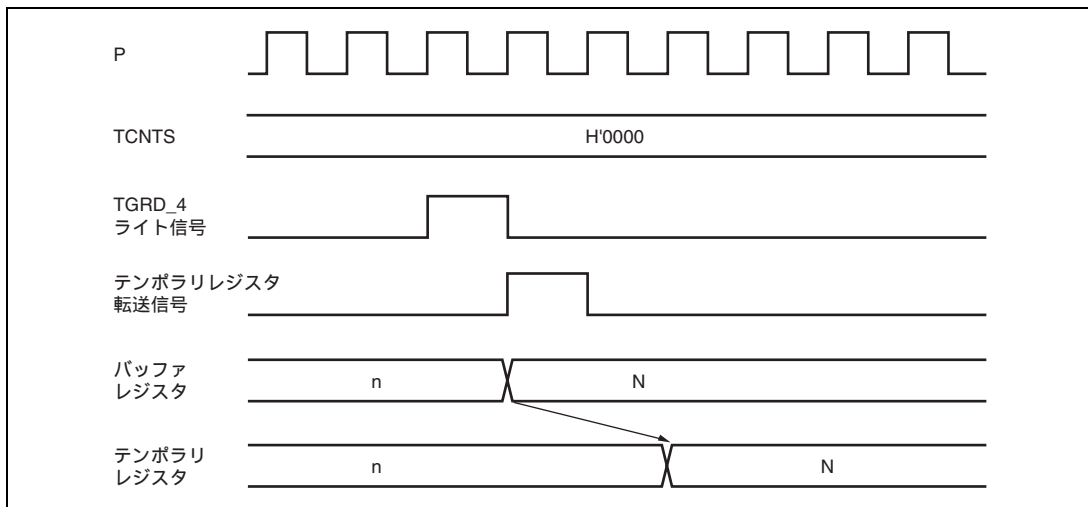 P
TCNTS
H'0000
TGRD_4
ライト信号
テンポラリレジスタ
転送信号
バッファ
レジスタ
n
N
テンポラリ
レジスタ
n
N